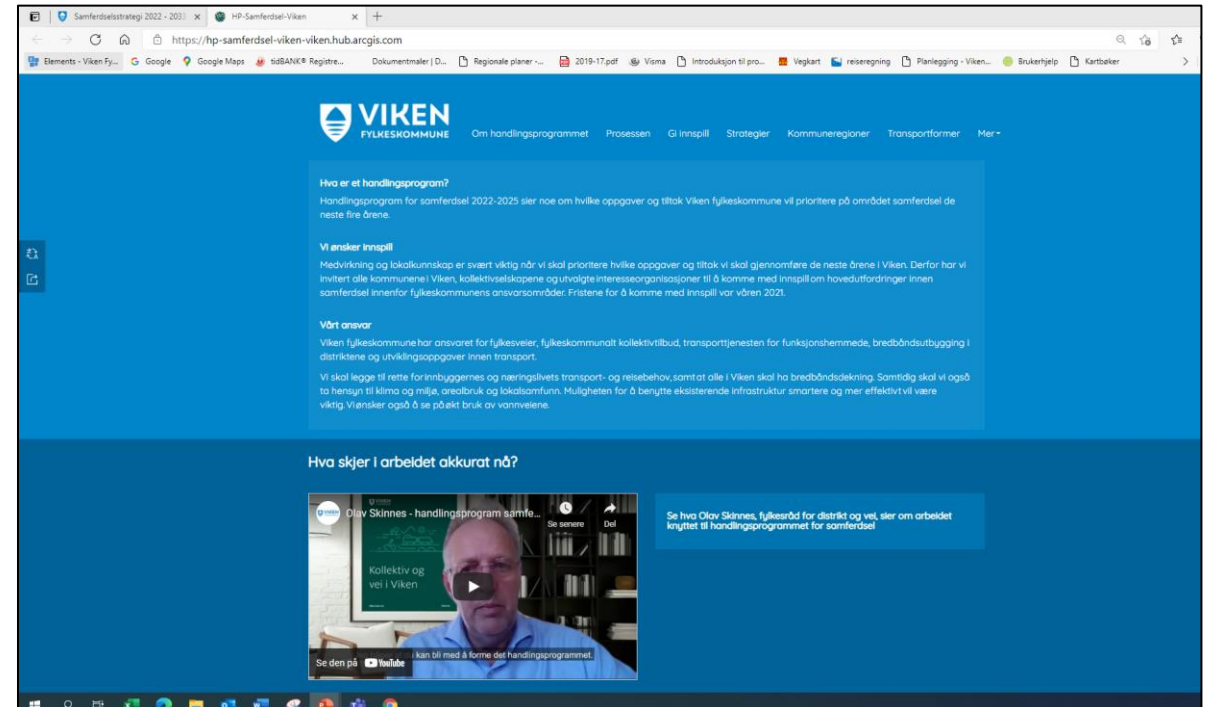 Samferdselsstrategi 2022 - 2033
HP-Samferdsel-Viken
https://hp-samferdsel-viken-viken.hub.arcgis.com
Elements - Viken Fy...
Google
Google Maps
tidBANK® Registre...
Dokumentmaler | D...
Regionale planer -...
2019-17.pdf
Visma
Introduksjon til pro...
Vegkart
reiseregning
Planlegging - Viken...
Brukerhjelp
Kartbøker
VIKEN
FYLKESKOMMUNE
Om handlingsprogrammet Prosessen Gi innspill Strategier Kommuneregioner Transportformer Mer
Hva er et handlingsprogram?
Handlingsprogram for samferdsel 2022-2025 sier noe om hvilke oppgaver og tiltak Viken fylkeskommune vil prioritere på området samferdsel de
neste fire årene.
Vi ønsker innspill
Medvirkning og lokalkunnskap er svært viktig når vi skal prioritere hvilke oppgaver og tiltak vi skal gjennomføre de neste årene i Viken. Derfor har vi
invitert alle kommunene i Viken, kollektivselskapene og utvalgte interesseorganisasjoner til å komme med innspill om hovedutfordringer innen
samferdsel innenfor fylkeskommunens ansvarsområder. Fristene for å komme med innspill var våren 2021.
Vårt ansvar
Viken fylkeskommune har ansvaret for fylkesveier, fylkeskommunalt kollektivtilbud, transporttjenesten for funksjonshemmede, bredbåndsutbygging i
distriktene og utviklingsoppgaver innen transport.
Vi skal legge til rette for innbyggernes og næringslivets transport- og reisebehov, samt at alle i Viken skal ha bredbåndsdekning. Samtidig skal vi også
ta hensyn til klima og miljø, arealbruk og lokalsamfunn. Muligheten for å benytte eksisterende infrastruktur smartere og mer effektivt vil være
viktig. Vi ønsker også å se på økt bruk av vannveiene.
Hva skjer i arbeidet akkurat nå?
Olav Skinnes - handlingsprogram samfe...
Se senere
Del
Kollektiv og
vei i Viken
kan bli med å forme det handlingsprogrammet.
Se den på YouTube
Se hva Olav Skinnes, fylkesråd for distrikt og vei, sier om arbeidet
knyttet til handlingsprogrammet for samferdsel